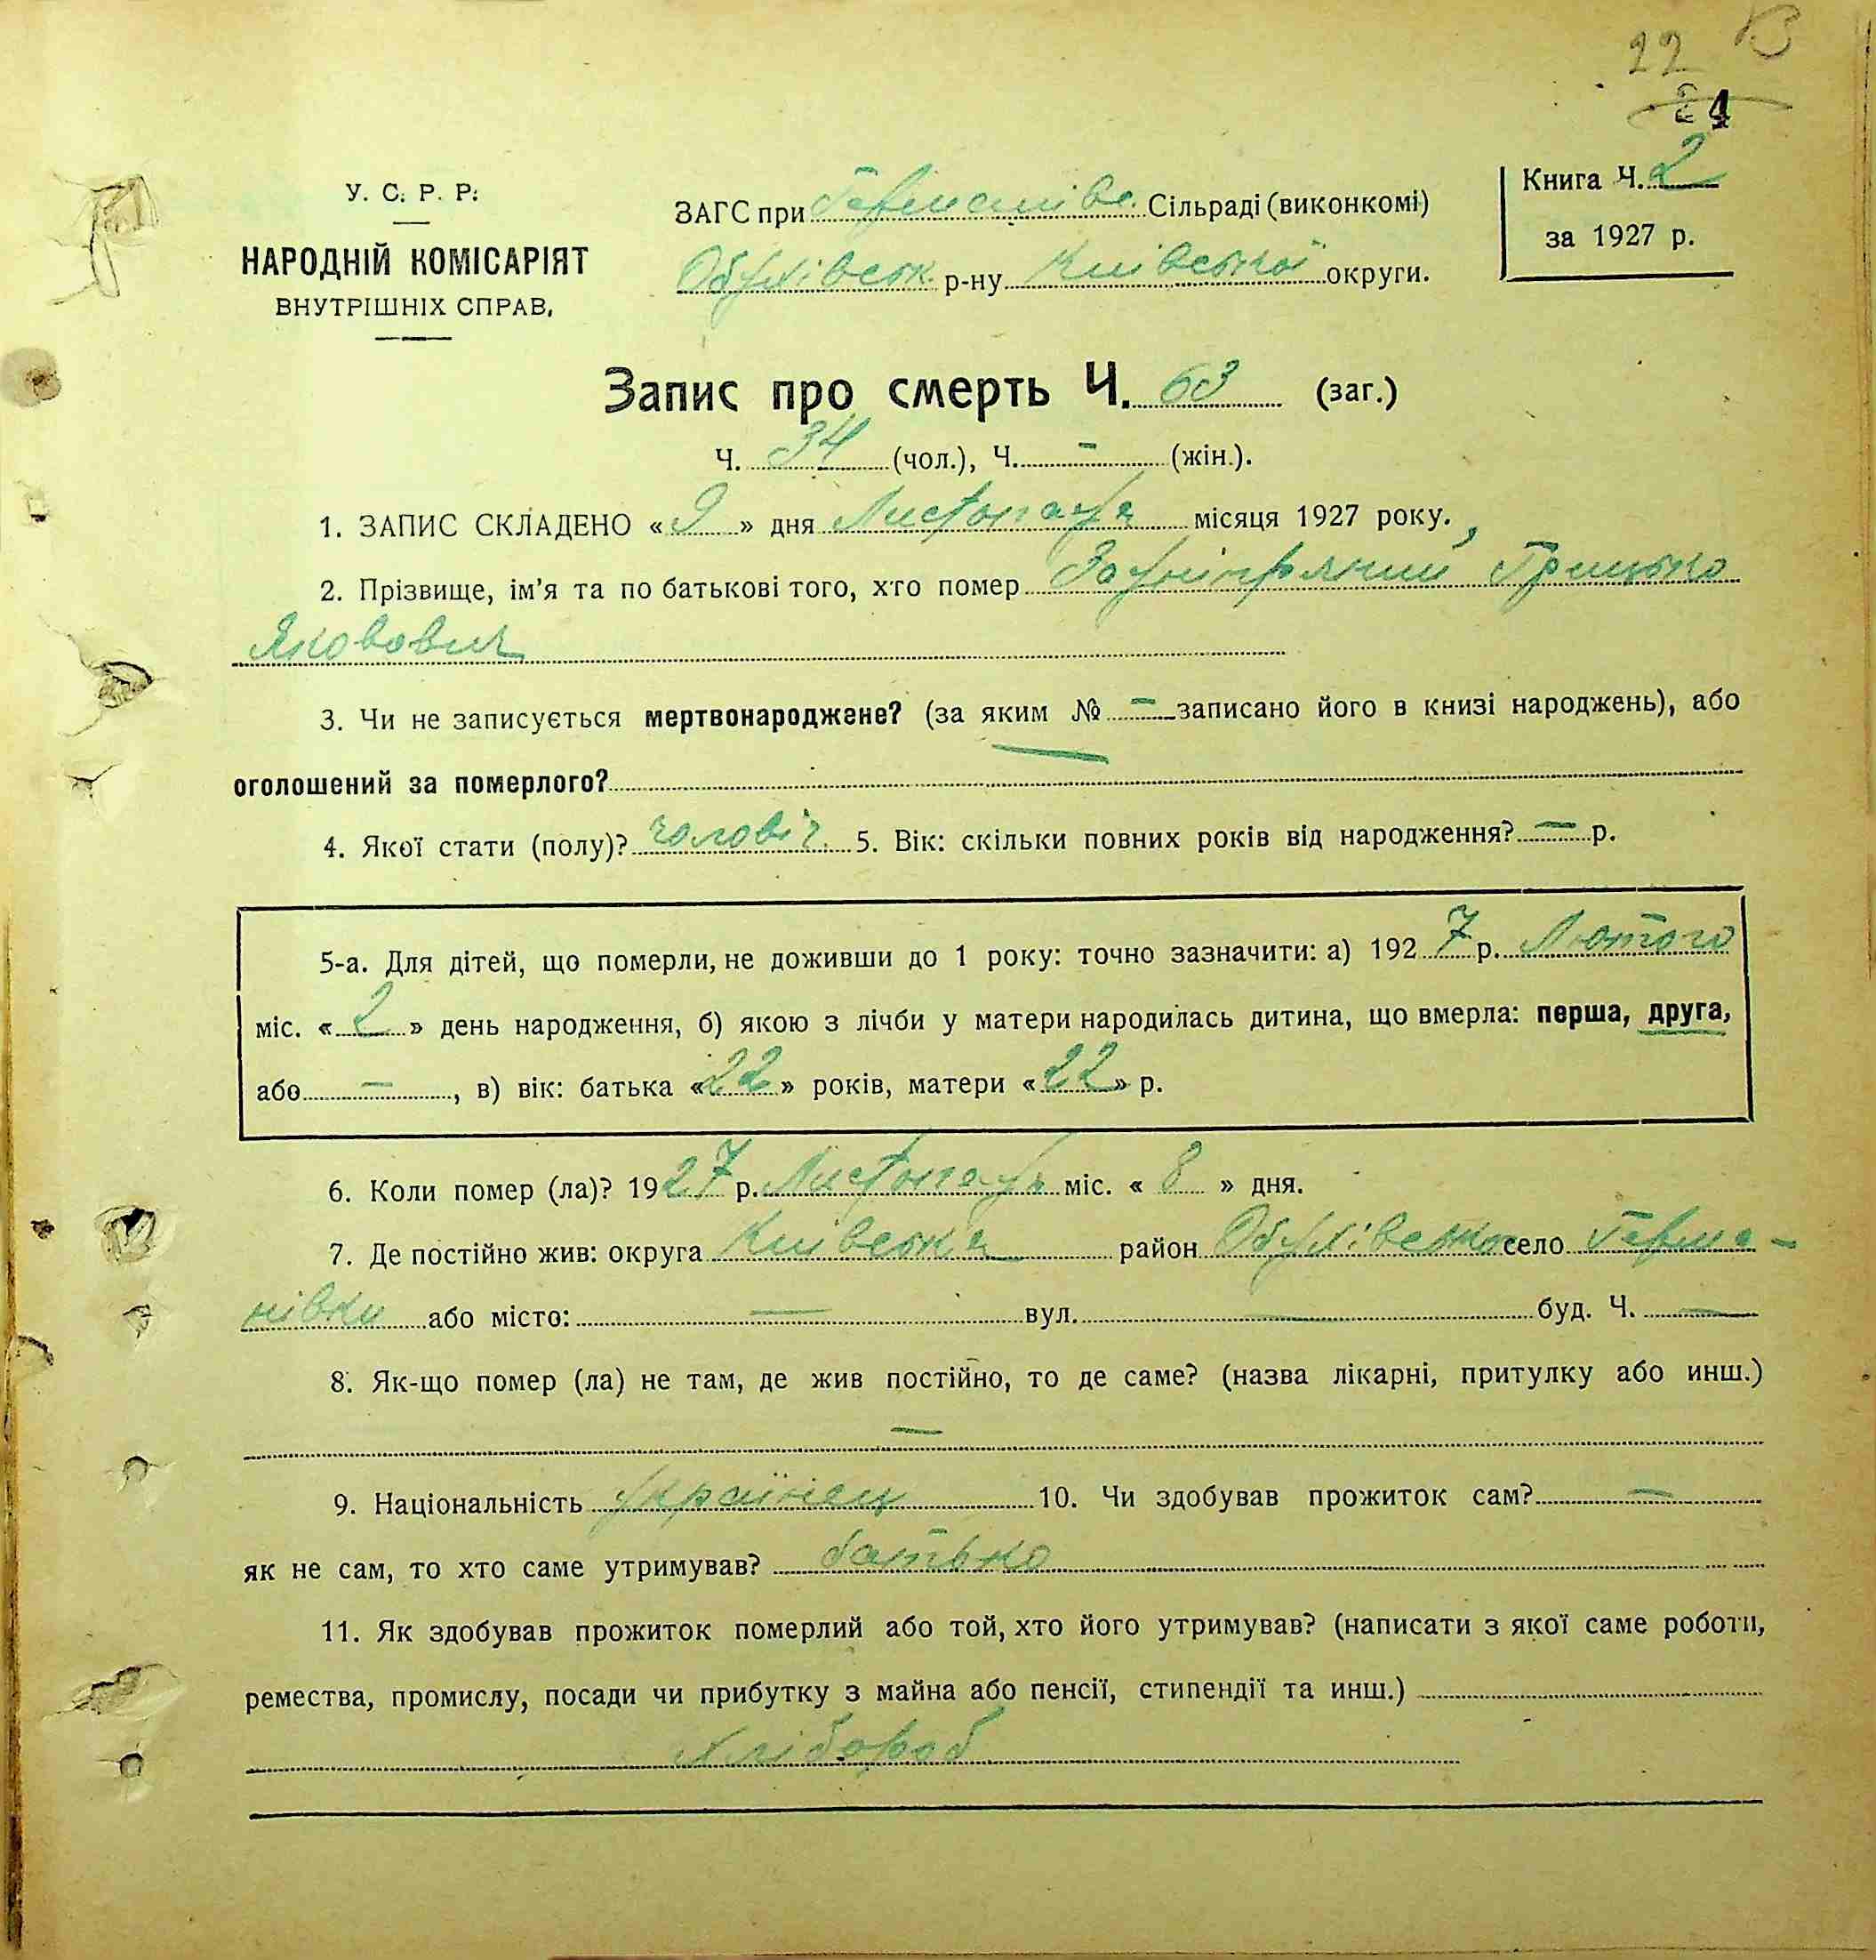 22
4
У. С. Р. Р.
НАРОДНІЙ КОМІСАРІЯТ
ВНУТРІШНІХ СПРАВ,
ЗАГС при Германівс. Сільраді (виконкомі)
Обухівськ. р-ну Київської округи.
Книга Ч. 2
за 1927 р.
Запис про смерть Ч. 63 (заг.)
Ч. 34 (чол.), Ч. – (жін.).
1. ЗАПИС СКЛАДЕНО « 9 » дня Листопада місяця 1927 року.
2. Прізвище, ім'я та по батькові того, хто помер Грицько
Якович
3. Чи не записується мертвонароджене? (за яким № – записано його в книзі народжень), або
оголошений за померлого?
4. Якої стати (полу)? чоловіч. 5. Вік: скільки повних років від народження? – р.
5-а. Для дітей, що померли, не доживши до 1 року: точно зазначити: а) 1927 р. Лютого
міс. « 2 » день народження, б) якою з лічби у матери народилась дитина, що вмерла: перша, друга,
або –, в) вік: батька «22» років, матери «22» р.
6. Коли помер (ла)? 1927 р. Листопада міс. « 8 » дня.
7. Де постійно жив: округа Київська район Обухівськ село Герма-
нівки або місто: – вул. – буд. Ч. –
8. Як-що помер (ла) не там, де жив постійно, то де саме? (назва лікарні, притулку або инш.)
–
9. Національність українець 10. Чи здобував прожиток сам? –
як не сам, то хто саме утримував? батько
11. Як здобував прожиток померлий або той, хто його утримував? (написати з якої саме роботи,
ремества, промислу, посади чи прибутку з майна або пенсії, стипендії та инш.)
хлібороб